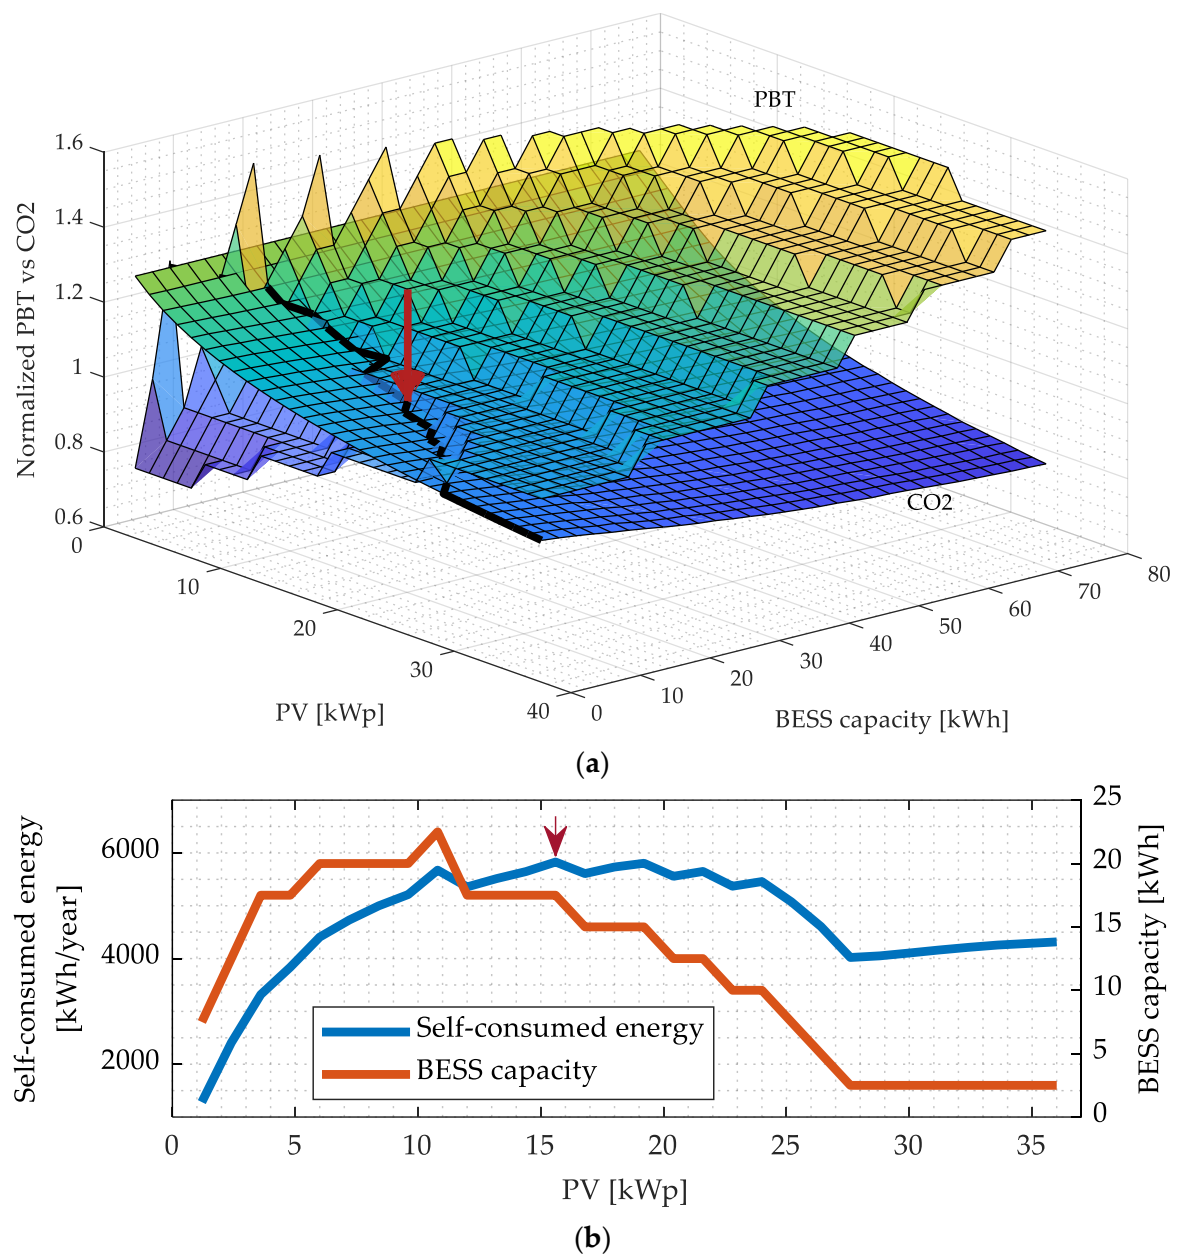 PBT
1.6
1.4
1.2
1
0.8
0.6
Normalized PBT vs CO2
CO2
0
10
20
30
40
PV [kWp]
0
10
20
30
40
50
60
70
80
BESS capacity [kWh]
(a)
Self-consumed energy
[kWh/year]
6000
4000
2000
25
20
15
10
5
0
BESS capacity [kWh]
Self-consumed energy
BESS capacity
0 5 10 15 20 25 30 35
PV [kWp]
(b)